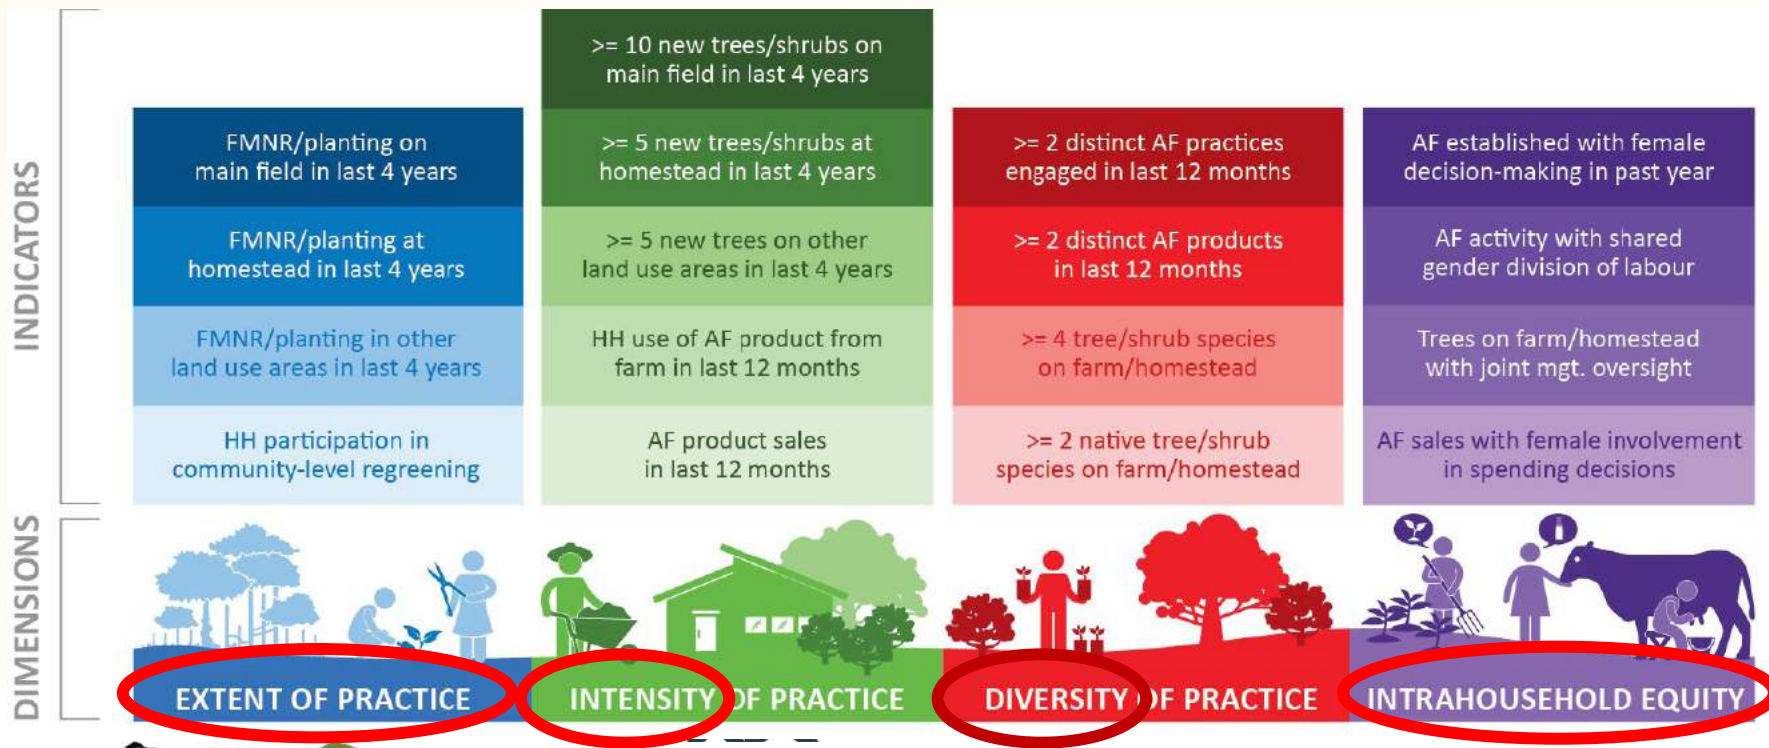 INDICATORS
FMNR/planting on
main field in last 4 years
FMNR/planting at
homestead in last 4 years
FMNR/planting in other
land use areas in last 4 years
HH participation in
community-level regreening
>= 10 new trees/shrubs on
main field in last 4 years
>= 5 new trees/shrubs at
homestead in last 4 years
>= 5 new trees on other
land use areas in last 4 years
HH use of AF product from
farm in last 12 months
AF product sales
in last 12 months
>= 2 distinct AF practices
engaged in last 12 months
>= 2 distinct AF products
in last 12 months
>= 4 tree/shrub species
on farm/homestead
>= 2 native tree/shrub
species on farm/homestead
AF established with female
decision-making in past year
AF activity with shared
gender division of labour
Trees on farm/homestead
with joint mgt. oversight
AF sales with female involvement
in spending decisions
DIMENSIONS
EXTENT OF PRACTICE
INTENSITY OF PRACTICE
DIVERSITY OF PRACTICE
INTRAHOUSEHOLD EQUITY